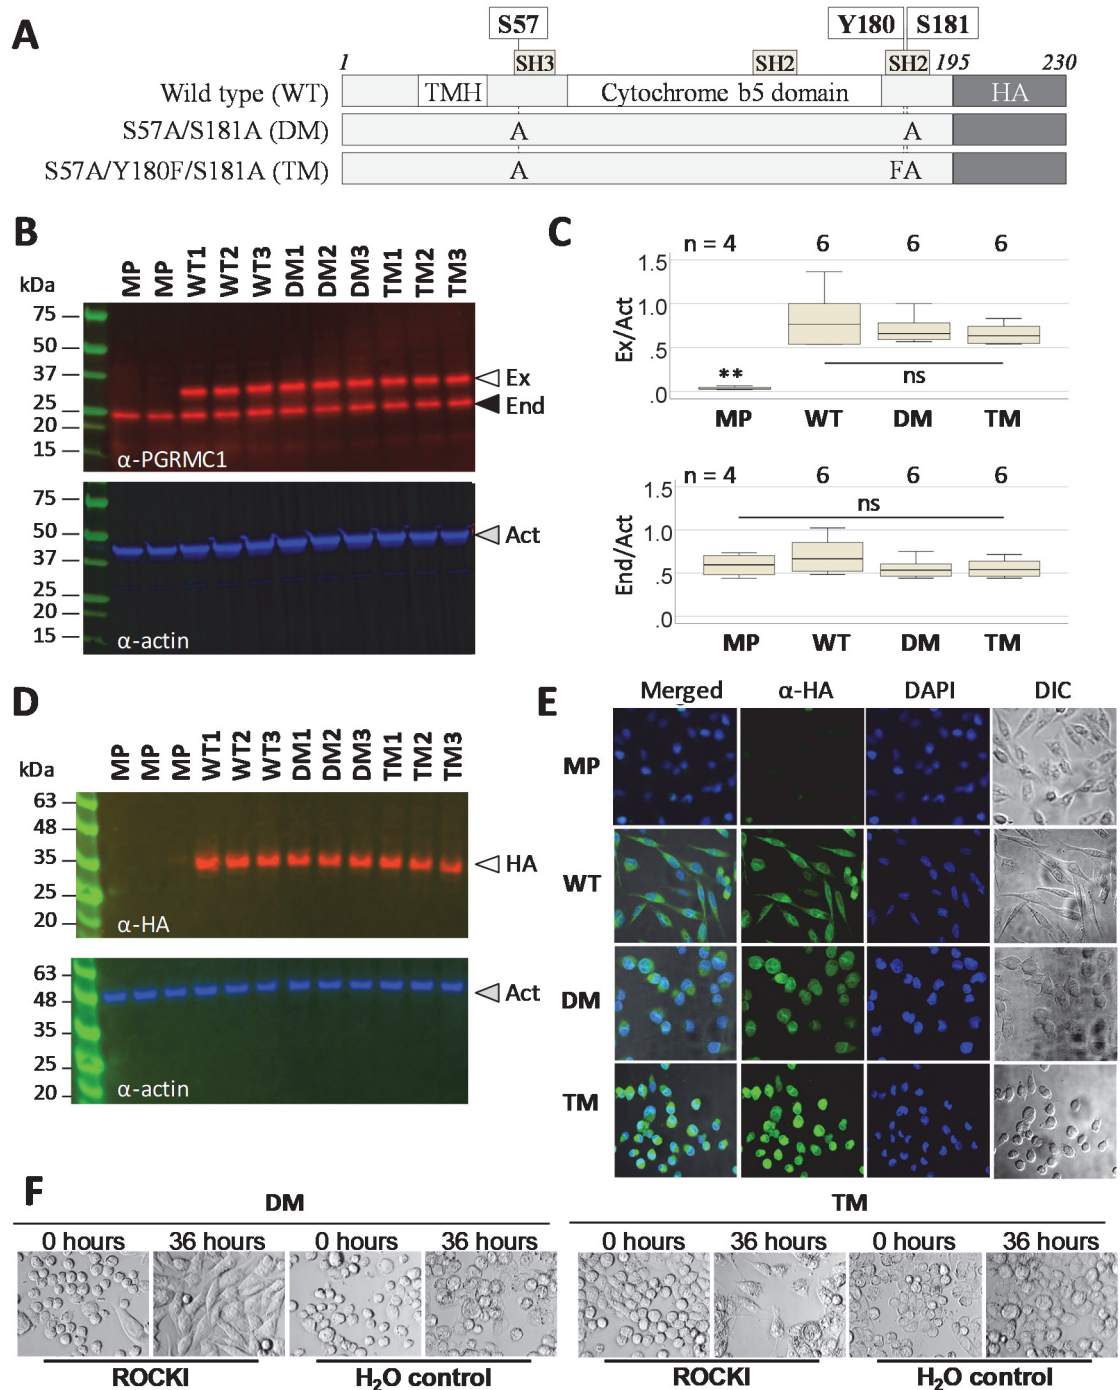 A
S57
Y180
S181
1
SH3
SH2
SH2
195
230
Wild type (WT)
TMH
Cytochrome b5 domain
HA
S57A/S181A (DM)
A
A
S57A/Y180F/S181A (TM)
A
FA
B
kDa
MP
MP
WT1
WT2
WT3
DM1
DM2
DM3
TM1
TM2
TM3
75
50
37
25
20
15
Ex
End
α-PGRMC1
75
50
37
25
20
15
Act
α-actin
C
n = 4
6
6
6
1.5
1.0
.5
.0
Ex/Act
**
ns
MP
WT
DM
TM
n = 4
6
6
6
1.5
1.0
.5
.0
End/Act
ns
MP
WT
DM
TM
D
kDa
MP
MP
MP
WT1
WT2
WT3
DM1
DM2
DM3
TM1
TM2
TM3
63
48
35
25
20
HA
α-HA
63
48
35
25
20
Act
α-actin
E
Merged
α-HA
DAPI
DIC
MP
WT
DM
TM
F
DM
TM
0 hours
36 hours
0 hours
36 hours
0 hours
36 hours
0 hours
36 hours
ROCKI
H₂O control
ROCKI
H₂O control